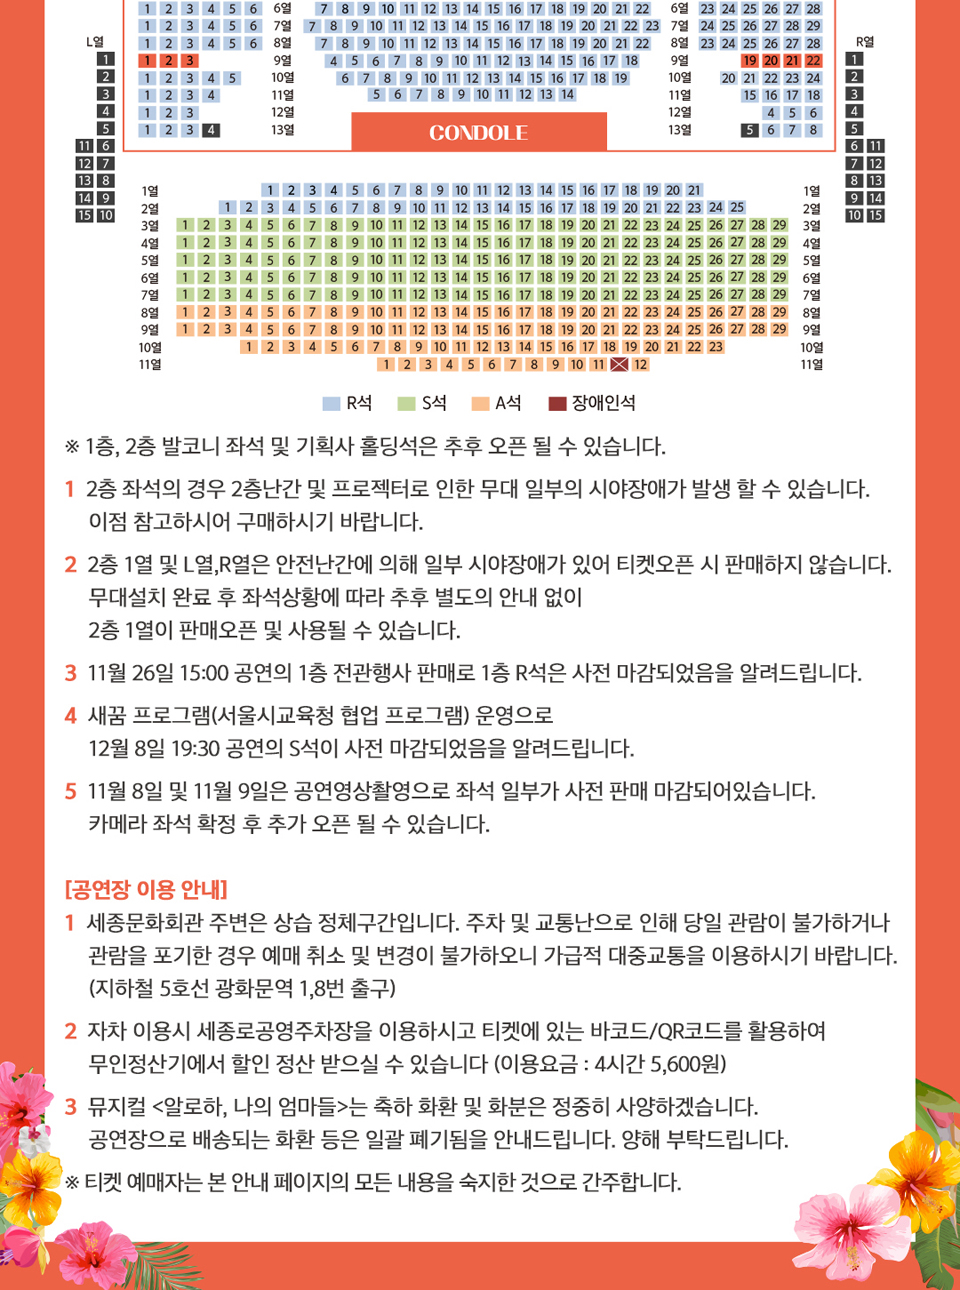 1 2 3 4 5 6 6열 7 8 9 10 11 12 13 14 15 16 17 18 19 20 21 22 6열 23 24 25 26 27 28
1 2 3 4 5 6 7열 7 8 9 10 11 12 13 14 15 16 17 18 19 20 21 22 23 7열 24 25 26 27 28
1 2 3 4 5 6 8열 7 8 9 10 11 12 13 14 15 16 17 18 19 20 21 22 8열 23 24 25 26 27 28
1 2 3 9열 4 5 6 7 8 9 10 11 12 13 14 15 16 17 18 9열 19 20 21 22
1 2 3 4 5 10열 6 7 8 9 10 11 12 13 14 15 16 17 18 19 10열 20 21 22 23 24
1 2 3 4 11열 5 6 7 8 9 10 11 12 13 14 11열 15 16 17 18
1 2 3 12열 12열 4 5 6
1 2 3 4 13열 13열 5 6 7 8
CONDOLE
L열
1
2
3
4
5
11 6
12 7
13 8
14 9
15 10
R열
1
2
3
4
5
6 11
7 12
8 13
9 14
10 15
1열 1 2 3 4 5 6 7 8 9 10 11 12 13 14 15 16 17 18 19 20 21 1열
2열 1 2 3 4 5 6 7 8 9 10 11 12 13 14 15 16 17 18 19 20 21 22 23 24 25 2열
3열 1 2 3 4 5 6 7 8 9 10 11 12 13 14 15 16 17 18 19 20 21 22 23 24 25 26 27 28 29 3열
4열 1 2 3 4 5 6 7 8 9 10 11 12 13 14 15 16 17 18 19 20 21 22 23 24 25 26 27 28 29 4열
5열 1 2 3 4 5 6 7 8 9 10 11 12 13 14 15 16 17 18 19 20 21 22 23 24 25 26 27 28 29 5열
6열 1 2 3 4 5 6 7 8 9 10 11 12 13 14 15 16 17 18 19 20 21 22 23 24 25 26 27 28 29 6열
7열 1 2 3 4 5 6 7 8 9 10 11 12 13 14 15 16 17 18 19 20 21 22 23 24 25 26 27 28 29 7열
8열 1 2 3 4 5 6 7 8 9 10 11 12 13 14 15 16 17 18 19 20 21 22 23 24 25 26 27 28 29 8열
9열 1 2 3 4 5 6 7 8 9 10 11 12 13 14 15 16 17 18 19 20 21 22 23 24 25 26 27 28 29 9열
10열 1 2 3 4 5 6 7 8 9 10 11 12 13 14 15 16 17 18 19 20 21 22 23 10열
11열 1 2 3 4 5 6 7 8 9 10 11 12 11열
R석 S석 A석 장애인석
※ 1층, 2층 발코니 좌석 및 기획사 홀딩석은 추후 오픈 될 수 있습니다.
1 2층 좌석의 경우 2층난간 및 프로젝터로 인한 무대 일부의 시야장애가 발생 할 수 있습니다.
이점 참고하시어 구매하시기 바랍니다.
2 2층 1열 및 L열,R열은 안전난간에 의해 일부 시야장애가 있어 티켓오픈 시 판매하지 않습니다.
무대설치 완료 후 좌석상황에 따라 추후 별도의 안내 없이
2층 1열이 판매오픈 및 사용될 수 있습니다.
3 11월 26일 15:00 공연의 1층 전관행사 판매로 1층 R석은 사전 마감되었음을 알려드립니다.
4 새꿈 프로그램(서울시교육청 협업 프로그램) 운영으로
12월 8일 19:30 공연의 S석이 사전 마감되었음을 알려드립니다.
5 11월 8일 및 11월 9일은 공연영상촬영으로 좌석 일부가 사전 판매 마감되어있습니다.
카메라 좌석 확정 후 추가 오픈 될 수 있습니다.
[공연장 이용 안내]
1 세종문화회관 주변은 상습 정체구간입니다. 주차 및 교통난으로 인해 당일 관람이 불가하거나
관람을 포기한 경우 예매 취소 및 변경이 불가하오니 가급적 대중교통을 이용하시기 바랍니다.
(지하철 5호선 광화문역 1,8번 출구)
2 자차 이용시 세종로공영주차장을 이용하시고 티켓에 있는 바코드/QR코드를 활용하여
무인정산기에서 할인 정산 받으실 수 있습니다 (이용요금 : 4시간 5,600원)
3 뮤지컬 <알로하, 나의 엄마들>는 축하 화환 및 화분은 정중히 사양하겠습니다.
공연장으로 배송되는 화환 등은 일괄 폐기됨을 안내드립니다. 양해 부탁드립니다.
※ 티켓 예매자는 본 안내 페이지의 모든 내용을 숙지한 것으로 간주합니다.